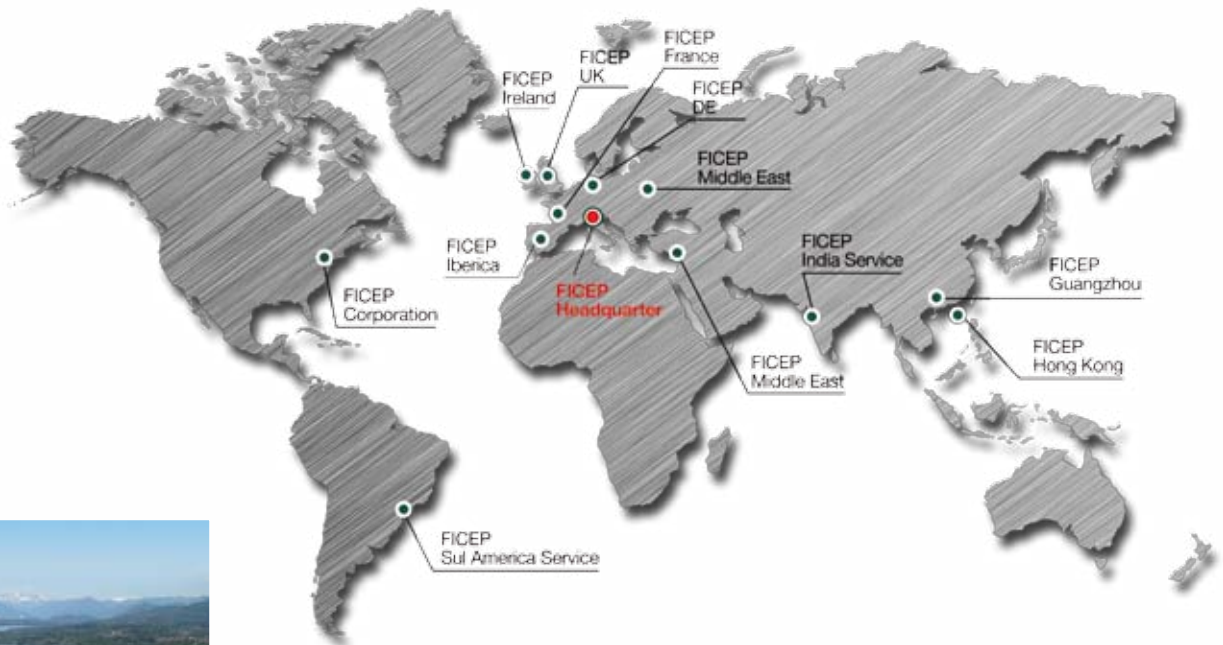 FICEP
France
FICEP
UK
FICEP
Ireland
FICEP
DE
FICEP
Middle East
FICEP
Iberica
FICEP
India Service
FICEP
Guangzhou
FICEP
Headquarter
FICEP
Corporation
FICEP
Hong Kong
FICEP
Middle East
FICEP
Sul America Service